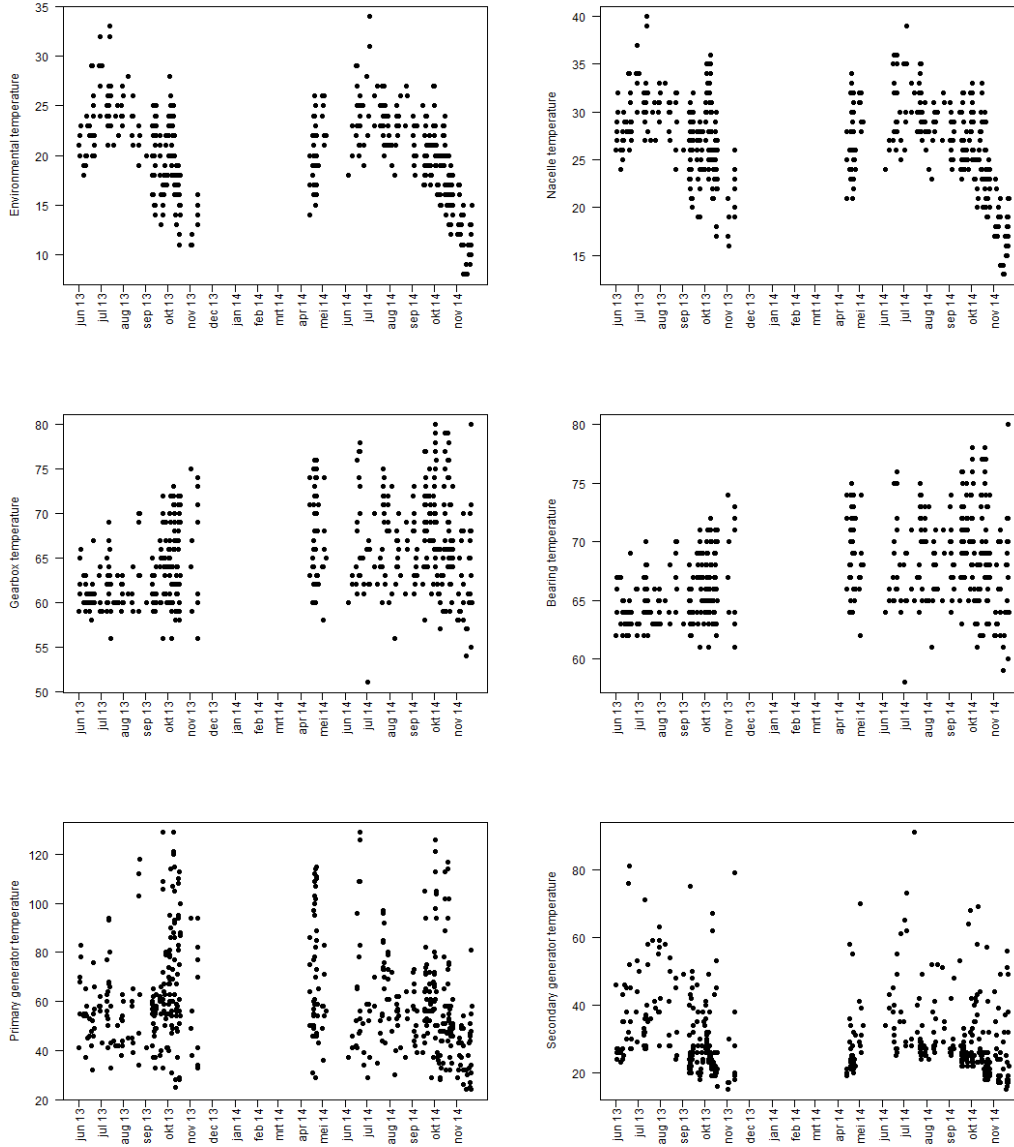 Environmental temperature
35
30
25
20
15
10
jun 13 jul 13 aug 13 sep 13 okt 13 nov 13 dec 13 jan 14 feb 14 mrt 14 apr 14 mei 14 jun 14 jul 14 aug 14 sep 14 okt 14 nov 14
Nacelle temperature
40
35
30
25
20
15
jun 13 jul 13 aug 13 sep 13 okt 13 nov 13 dec 13 jan 14 feb 14 mrt 14 apr 14 mei 14 jun 14 jul 14 aug 14 sep 14 okt 14 nov 14
Gearbox temperature
80
75
70
65
60
55
50
jun 13 jul 13 aug 13 sep 13 okt 13 nov 13 dec 13 jan 14 feb 14 mrt 14 apr 14 mei 14 jun 14 jul 14 aug 14 sep 14 okt 14 nov 14
Bearing temperature
80
75
70
65
60
jun 13 jul 13 aug 13 sep 13 okt 13 nov 13 dec 13 jan 14 feb 14 mrt 14 apr 14 mei 14 jun 14 jul 14 aug 14 sep 14 okt 14 nov 14
Primary generator temperature
120
100
80
60
40
20
jun 13 jul 13 aug 13 sep 13 okt 13 nov 13 dec 13 jan 14 feb 14 mrt 14 apr 14 mei 14 jun 14 jul 14 aug 14 sep 14 okt 14 nov 14
Secondary generator temperature
80
60
40
20
jun 13 jul 13 aug 13 sep 13 okt 13 nov 13 dec 13 jan 14 feb 14 mrt 14 apr 14 mei 14 jun 14 jul 14 aug 14 sep 14 okt 14 nov 14